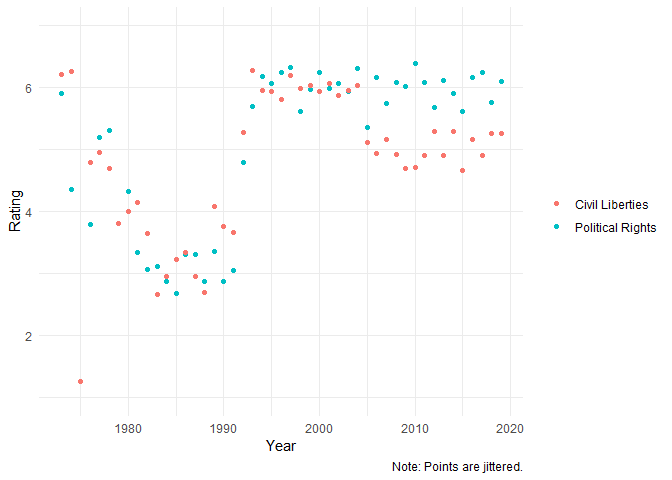 6
4
2
Rating
1980
1990
2000
2010
2020
Year
Civil Liberties
Political Rights
Note: Points are jittered.